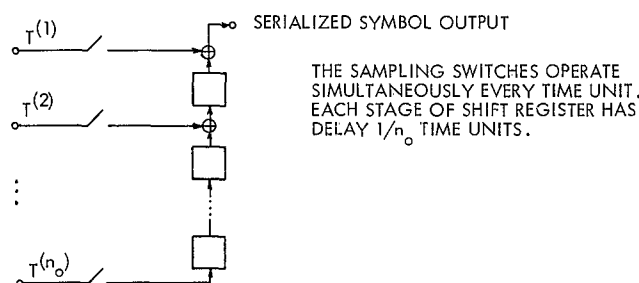 SERIALIZED SYMBOL OUTPUT
T(1)
THE SAMPLING SWITCHES OPERATE
SIMULTANEOUSLY EVERY TIME UNIT.
EACH STAGE OF SHIFT REGISTER HAS
DELAY 1/n₀ TIME UNITS.
T(2)
T(n₀)